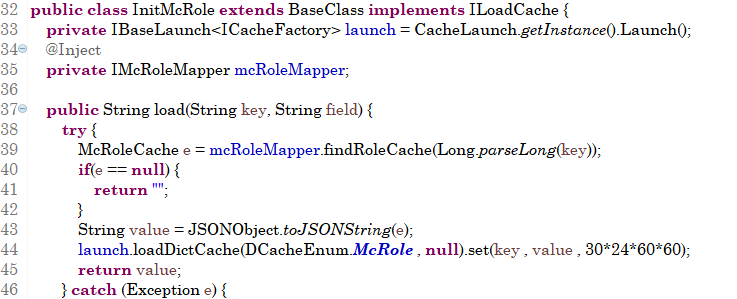 32 public class InitMcRole extends BaseClass implements ILoadCache {
33     private IBaseLaunch<ICacheFactory> launch = CacheLaunch.getInstance().Launch();
34     @Inject
35     private IMcRoleMapper mcRoleMapper;
36
37     public String load(String key, String field) {
38         try {
39             McRoleCache e = mcRoleMapper.findRoleCache(Long.parseLong(key));
40             if(e == null) {
41                 return "";
42             }
43             String value = JSONObject.toJSONString(e);
44             launch.loadDictCache(DCacheEnum.McRole , null).set(key , value , 30*24*60*60);
45             return value;
46         } catch (Exception e) {